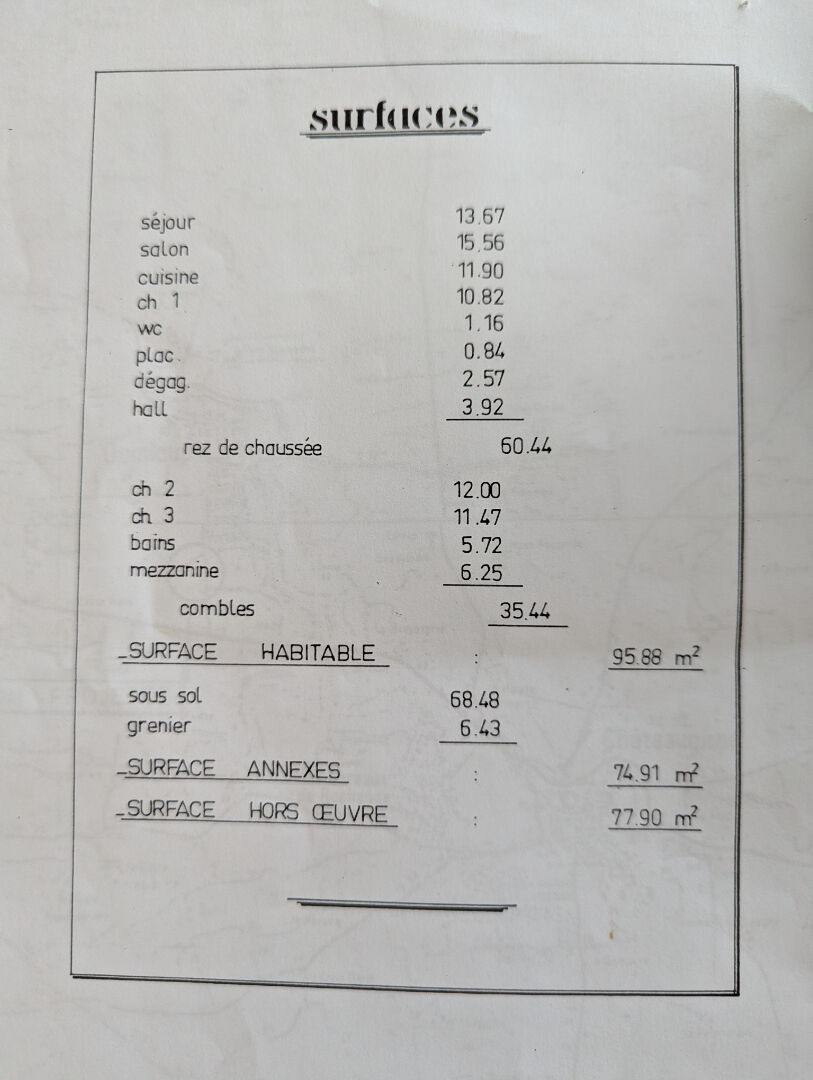 surfaces
séjour 13.67
salon 15.56
cuisine 11.90
ch 1 10.82
wc 1.16
plac. 0.84
dégag. 2.57
hall 3.92
rez de chaussée 60.44
ch 2 12.00
ch 3 11.47
bains 5.72
mezzanine 6.25
combles 35.44
_SURFACE HABITABLE : 95.88 m²
sous sol 68.48
grenier 6.43
_SURFACE ANNEXES : 74.91 m²
_SURFACE HORS ŒUVRE : 77.90 m²